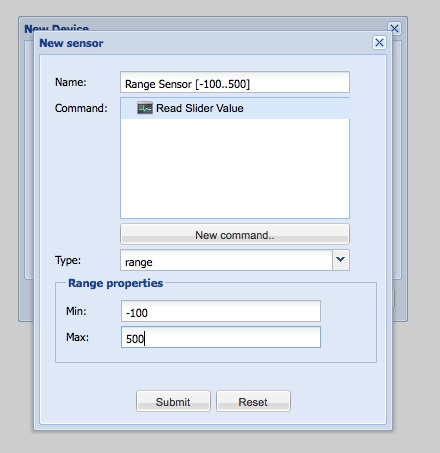 New Device
New sensor
Name: Range Sensor [-100..500]
Command: Read Slider Value
New command..
Type: range
Range properties
Min: -100
Max: 500
Submit Reset